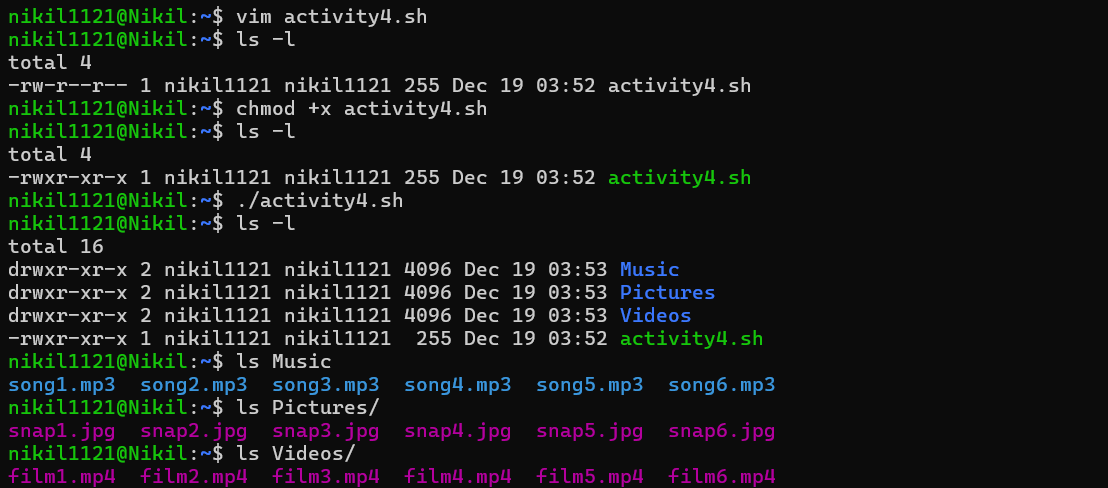 nikil1121@Nikil:~$ vim activity4.sh
nikil1121@Nikil:~$ ls -l
total 4
-rw-r--r-- 1 nikil1121 nikil1121 255 Dec 19 03:52 activity4.sh
nikil1121@Nikil:~$ chmod +x activity4.sh
nikil1121@Nikil:~$ ls -l
total 4
-rwxr-xr-x 1 nikil1121 nikil1121 255 Dec 19 03:52 activity4.sh
nikil1121@Nikil:~$ ./activity4.sh
nikil1121@Nikil:~$ ls -l
total 16
drwxr-xr-x 2 nikil1121 nikil1121 4096 Dec 19 03:53 Music
drwxr-xr-x 2 nikil1121 nikil1121 4096 Dec 19 03:53 Pictures
drwxr-xr-x 2 nikil1121 nikil1121 4096 Dec 19 03:53 Videos
-rwxr-xr-x 1 nikil1121 nikil1121  255 Dec 19 03:52 activity4.sh
nikil1121@Nikil:~$ ls Music
song1.mp3  song2.mp3  song3.mp3  song4.mp3  song5.mp3  song6.mp3
nikil1121@Nikil:~$ ls Pictures/
snap1.jpg  snap2.jpg  snap3.jpg  snap4.jpg  snap5.jpg  snap6.jpg
nikil1121@Nikil:~$ ls Videos/
film1.mp4  film2.mp4  film3.mp4  film4.mp4  film5.mp4  film6.mp4